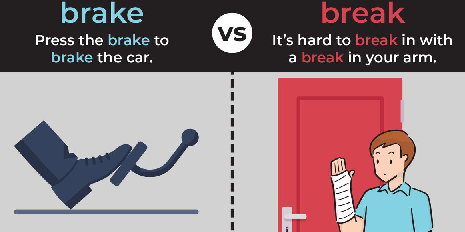 brake
Press the brake to
brake the car.
VS
break
It's hard to break in with
a break in your arm.